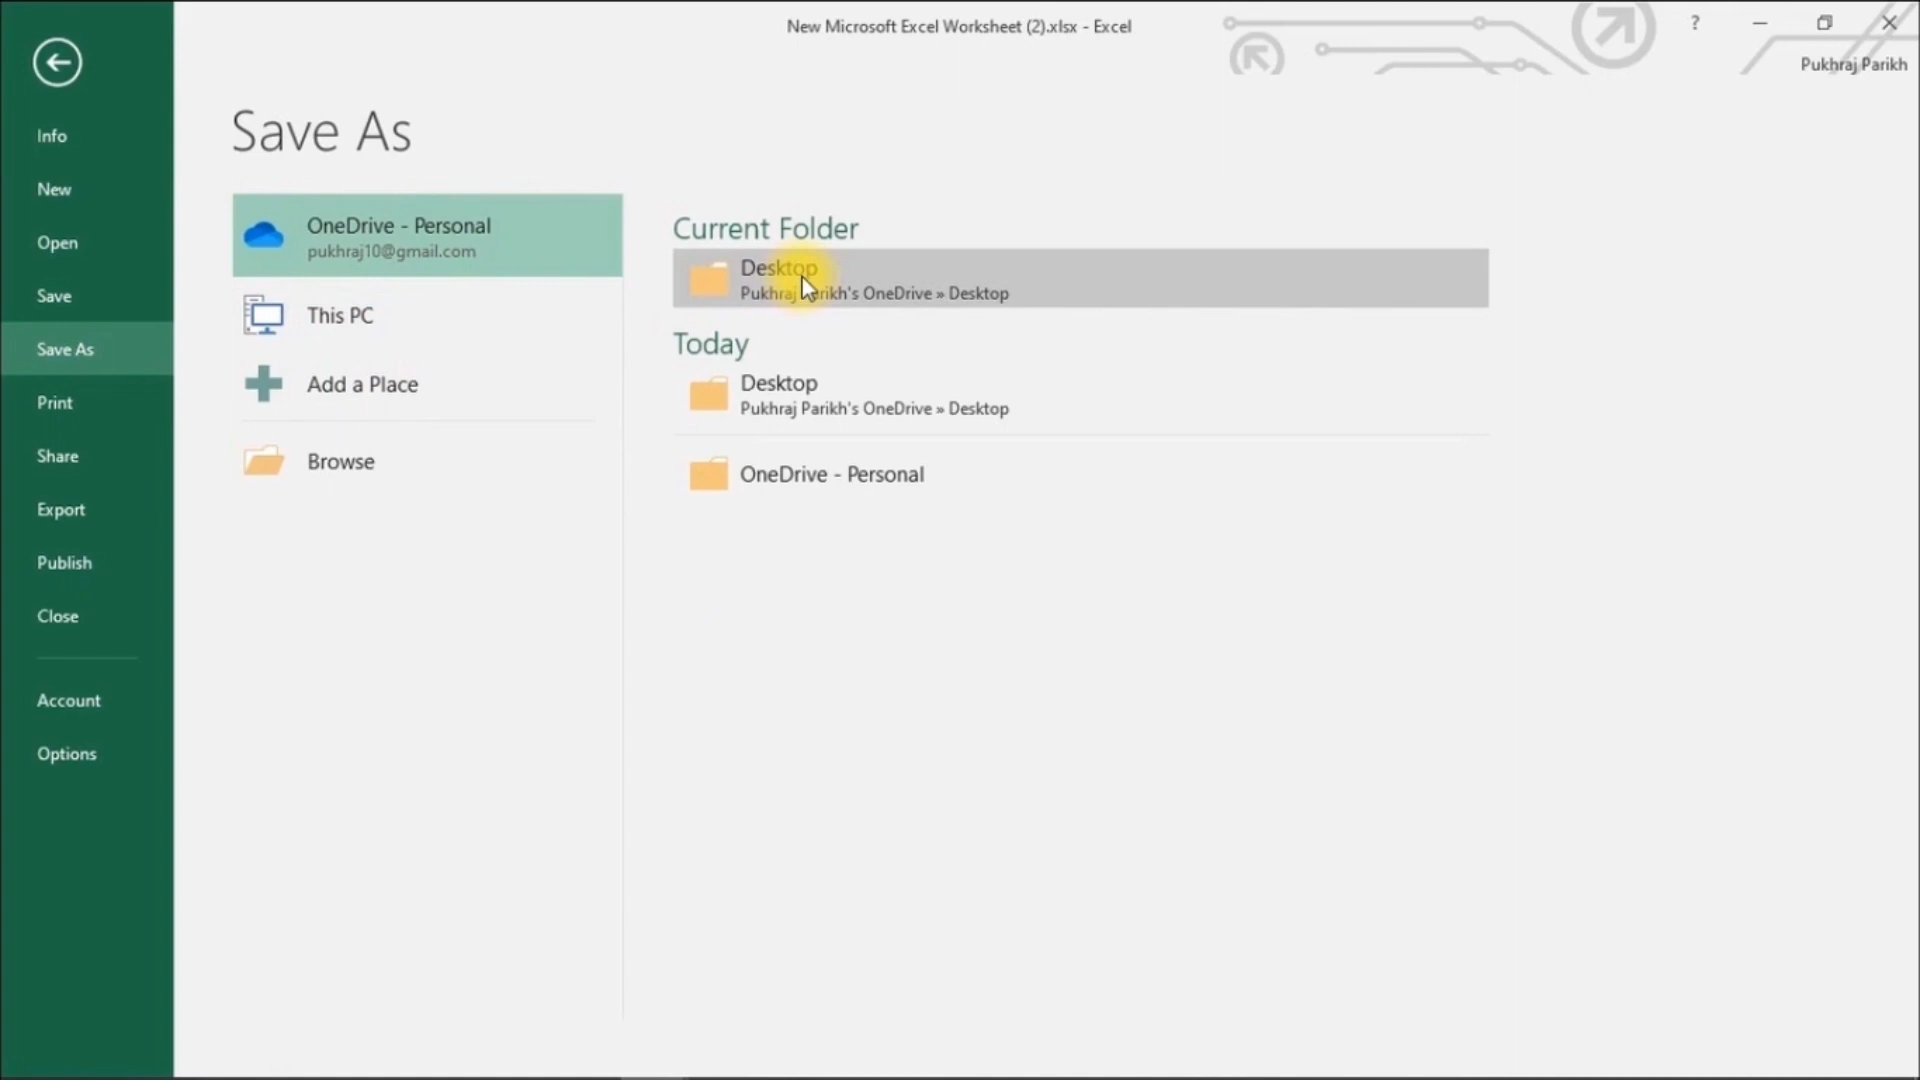 New Microsoft Excel Worksheet (2).xlsx - Excel
?
Pukhraj Parikh
Info
New
Open
Save
Save As
Print
Share
Export
Publish
Close
Account
Options
Save As
OneDrive - Personal
pukhraj10@gmail.com
This PC
Add a Place
Browse
Current Folder
Desktop
Pukhraj Parikh's OneDrive » Desktop
Today
Desktop
Pukhraj Parikh's OneDrive » Desktop
OneDrive - Personal